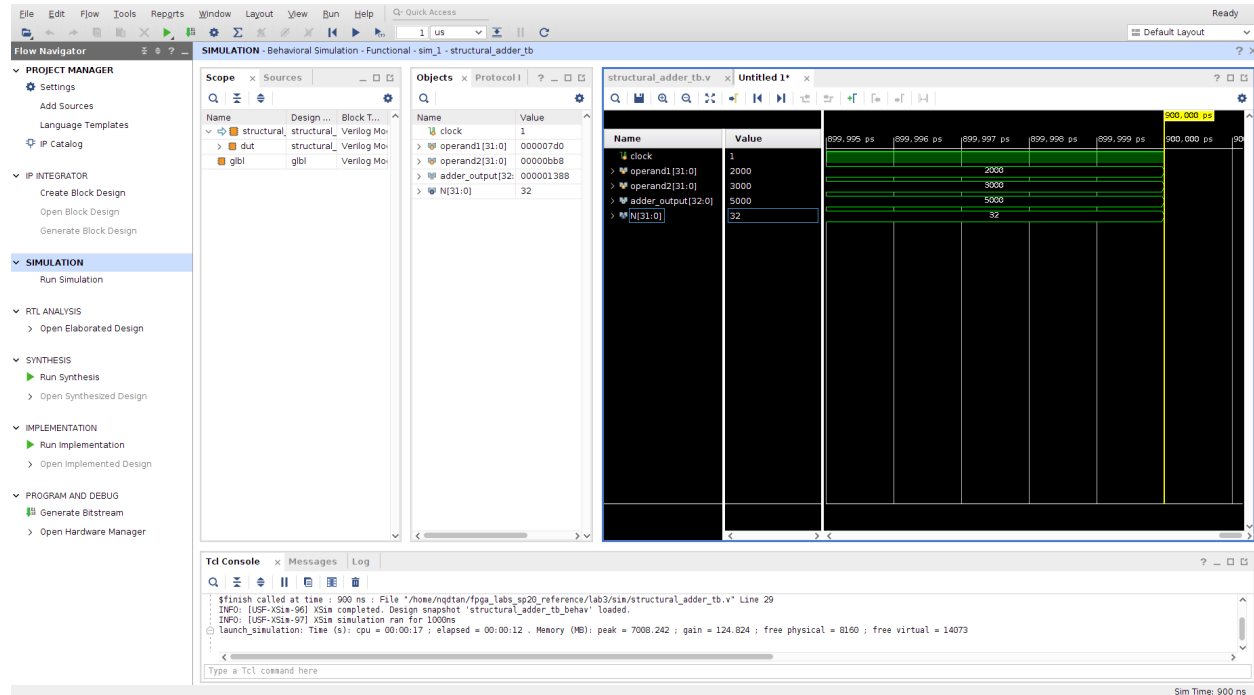 File Edit Flow Tools Reports Window Layout View Run Help Q- Quick Access Ready
1 us Default Layout
Flow Navigator ? _ SIMULATION - Behavioral Simulation - Functional - sim_1 - structural_adder_tb ? ×
PROJECT MANAGER
Settings
Add Sources
Language Templates
IP Catalog
IP INTEGRATOR
Create Block Design
Open Block Design
Generate Block Design
SIMULATION
Run Simulation
RTL ANALYSIS
Open Elaborated Design
SYNTHESIS
Run Synthesis
Open Synthesized Design
IMPLEMENTATION
Run Implementation
Open Implemented Design
PROGRAM AND DEBUG
Generate Bitstream
Open Hardware Manager
Scope × Sources
Name Design ... Block T...
structural_ structural_ Verilog Mo
dut structural_ Verilog Mo
glbl glbl Verilog Mo
Objects × Protocol I ?
Name Value
clock 1
operand1[31:0] 000007d0
operand2[31:0] 00000bb8
adder_output[32: 000001388
N[31:0] 32
structural_adder_tb.v × Untitled 1* × ?
900,000 ps
Name Value 899,995 ps 899,996 ps 899,997 ps 899,998 ps 899,999 ps 900,000 ps 90
clock 1
operand1[31:0] 2000 2000
operand2[31:0] 3000 3000
adder_output[32:0] 5000 5000
N[31:0] 32 32
Tcl Console × Messages Log ?
$finish called at time : 900 ns : File "/home/nqdtan/fpga_labs_sp20_reference/lab3/sim/structural_adder_tb.v" Line 29
INFO: [USF-XSim-96] XSim completed. Design snapshot 'structural_adder_tb_behav' loaded.
INFO: [USF-XSim-97] XSim simulation ran for 1000ns
launch_simulation: Time (s): cpu = 00:00:17 ; elapsed = 00:00:12 . Memory (MB): peak = 7008.242 ; gain = 124.824 ; free physical = 8160 ; free virtual = 14073
Type a Tcl command here
Sim Time: 900 ns